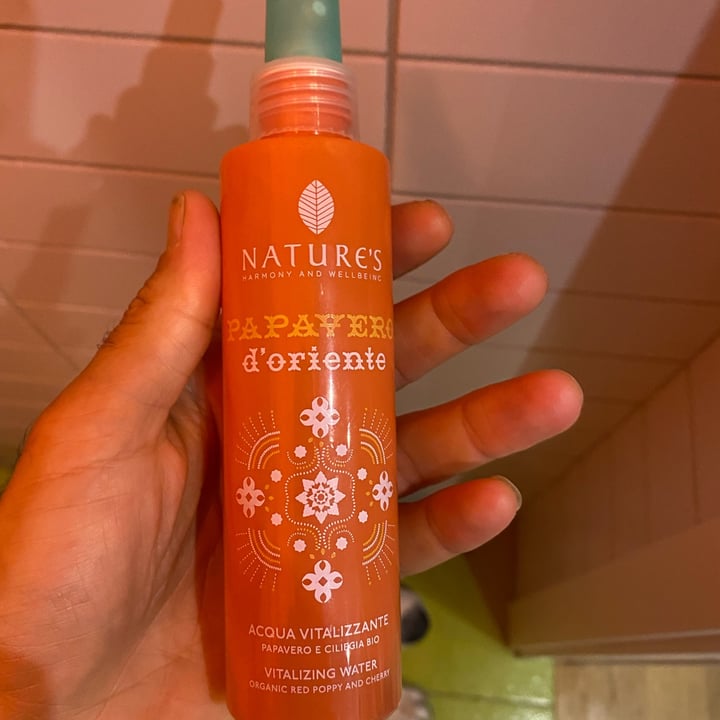 NATURE'S
HARMONY AND WELLBEING
PAPAVERO
d'oriente
ACQUA VITALIZZANTE
PAPAVERO E CILIEGIA BIO
VITALIZING WATER
ORGANIC RED POPPY AND CHERRY